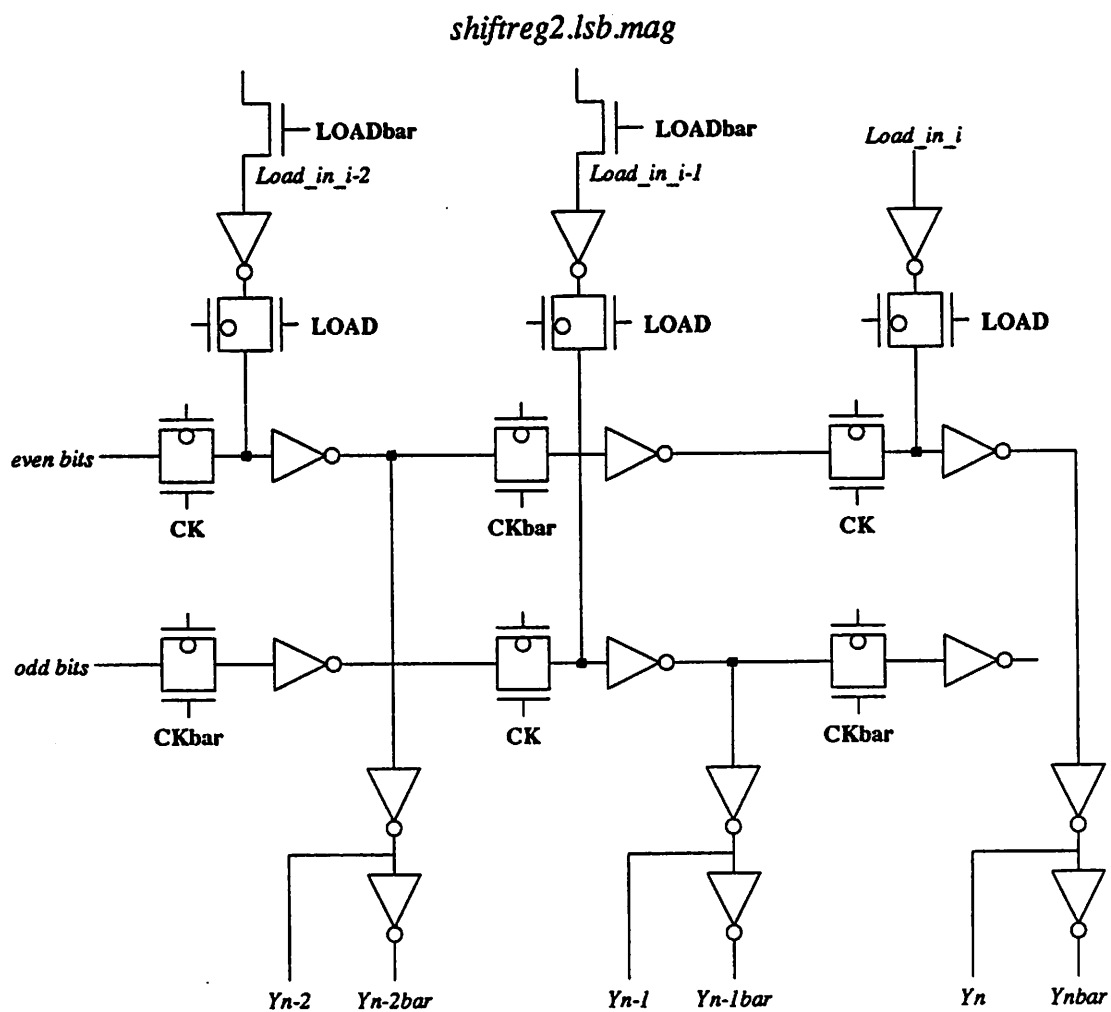 shiftreg2.lsb.mag
LOADbar
LOADbar
Load_in_i
Load_in_i-2
Load_in_i-1
LOAD
LOAD
LOAD
even bits
CK
CKbar
CK
odd bits
CKbar
CK
CKbar
Yn-2
Yn-2bar
Yn-1
Yn-1bar
Yn
Ynbar